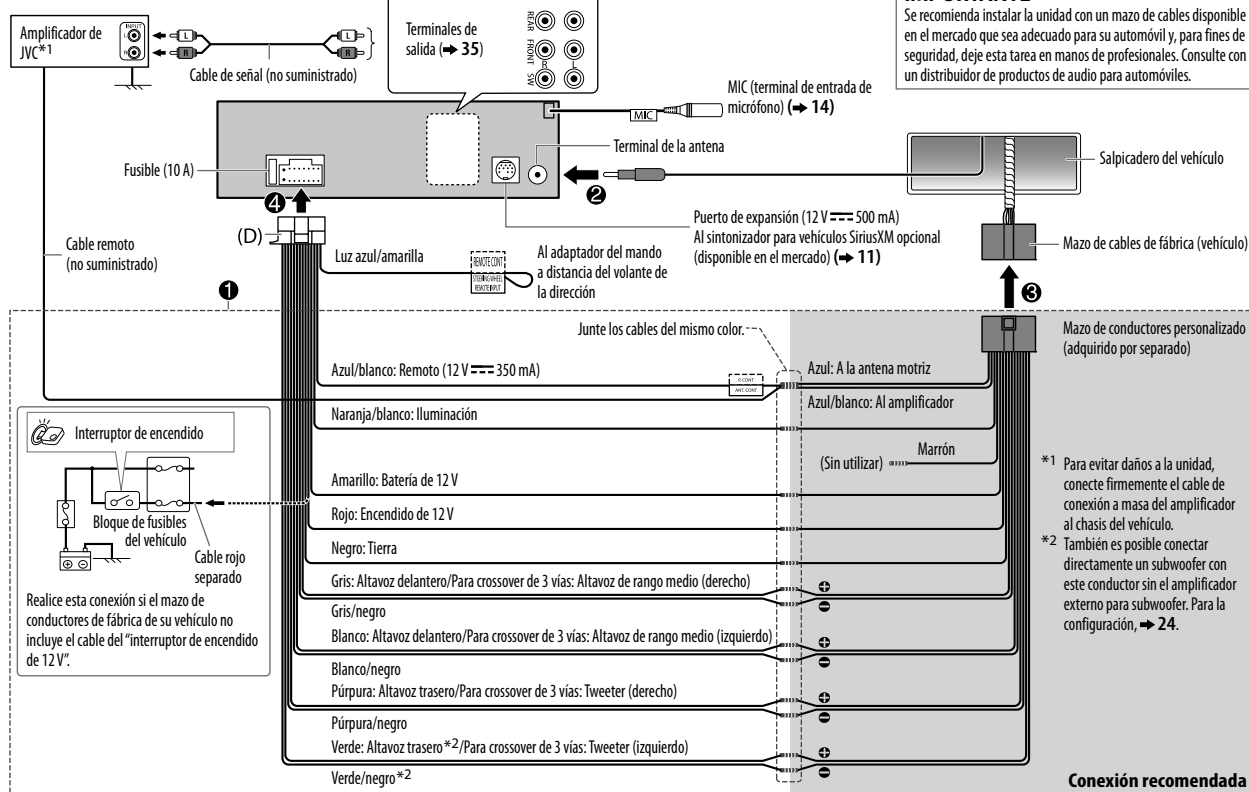 IMPORTANTE
Se recomienda instalar la unidad con un mazo de cables disponible
en el mercado que sea adecuado para su automóvil y, para fines de
seguridad, deje esta tarea en manos de profesionales. Consulte con
un distribuidor de productos de audio para automóviles.
Amplificador de
JVC*1
INPUT
L
R
L
R
L
R
Cable de señal (no suministrado)
Terminales de
salida (➜ 35)
REAR
FRONT
SW
R
L
MIC
MIC (terminal de entrada de
micrófono) (➜ 14)
Terminal de la antena
Salpicadero del vehículo
Fusible (10 A)
4
2
(D)
Puerto de expansión (12 V 500 mA)
Al sintonizador para vehículos SiriusXM opcional
(disponible en el mercado) (➜ 11)
Mazo de cables de fábrica (vehículo)
Cable remoto
(no suministrado)
Luz azul/amarilla
REMOTE CONT
STEERING WHEEL
REMOTE INPUT
Al adaptador del mando
a distancia del volante de
la dirección
1
3
Junte los cables del mismo color.
Mazo de conductores personalizado
(adquirido por separado)
Azul/blanco: Remoto (12 V 350 mA)
P. CONT
ANT. CONT
Azul: A la antena motriz
Azul/blanco: Al amplificador
Naranja/blanco: Iluminación
Marrón
(Sin utilizar)
Interruptor de encendido
Bloque de fusibles
del vehículo
Cable rojo
separado
Realice esta conexión si el mazo de
conductores de fábrica de su vehículo no
incluye el cable del “interruptor de encendido
de 12 V”.
Amarillo: Batería de 12 V
Rojo: Encendido de 12 V
Negro: Tierra
Gris: Altavoz delantero/Para crossover de 3 vías: Altavoz de rango medio (derecho)
Gris/negro
Blanco: Altavoz delantero/Para crossover de 3 vías: Altavoz de rango medio (izquierdo)
Blanco/negro
Púrpura: Altavoz trasero/Para crossover de 3 vías: Tweeter (derecho)
Púrpura/negro
Verde: Altavoz trasero*2/Para crossover de 3 vías: Tweeter (izquierdo)
Verde/negro*2
*1 Para evitar daños a la unidad,
conecte firmemente el cable de
conexión a masa del amplificador
al chasis del vehículo.
*2 También es posible conectar
directamente un subwoofer con
este conductor sin el amplificador
externo para subwoofer. Para la
configuración, ➜ 24.
Conexión recomendada